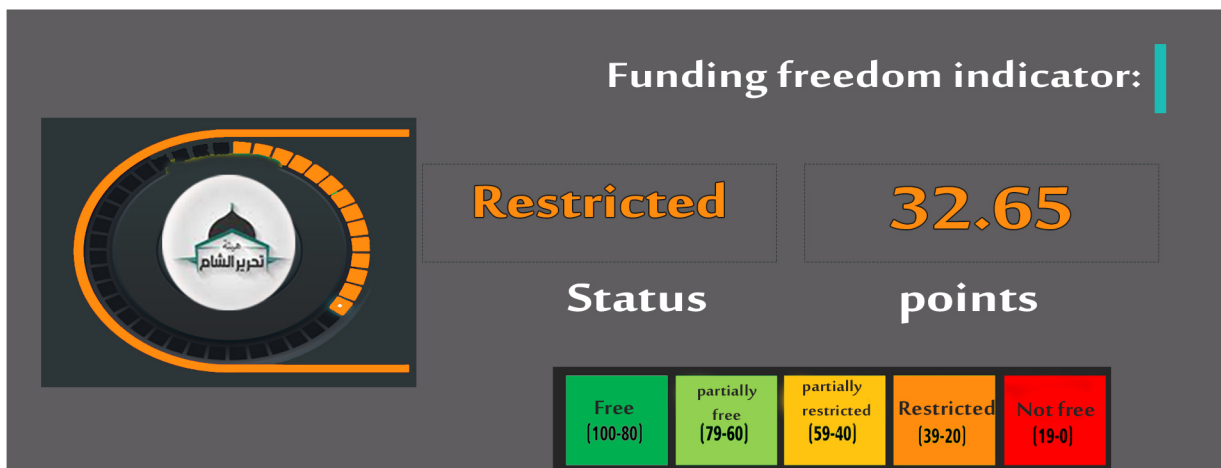 Funding freedom indicator:
هيئة
تحرير الشام
Restricted
32.65
Status
points
Free
(100-80)
partially
free
(79-60)
partially
restricted
(59-40)
Restricted
(39-20)
Not free
(19-0)